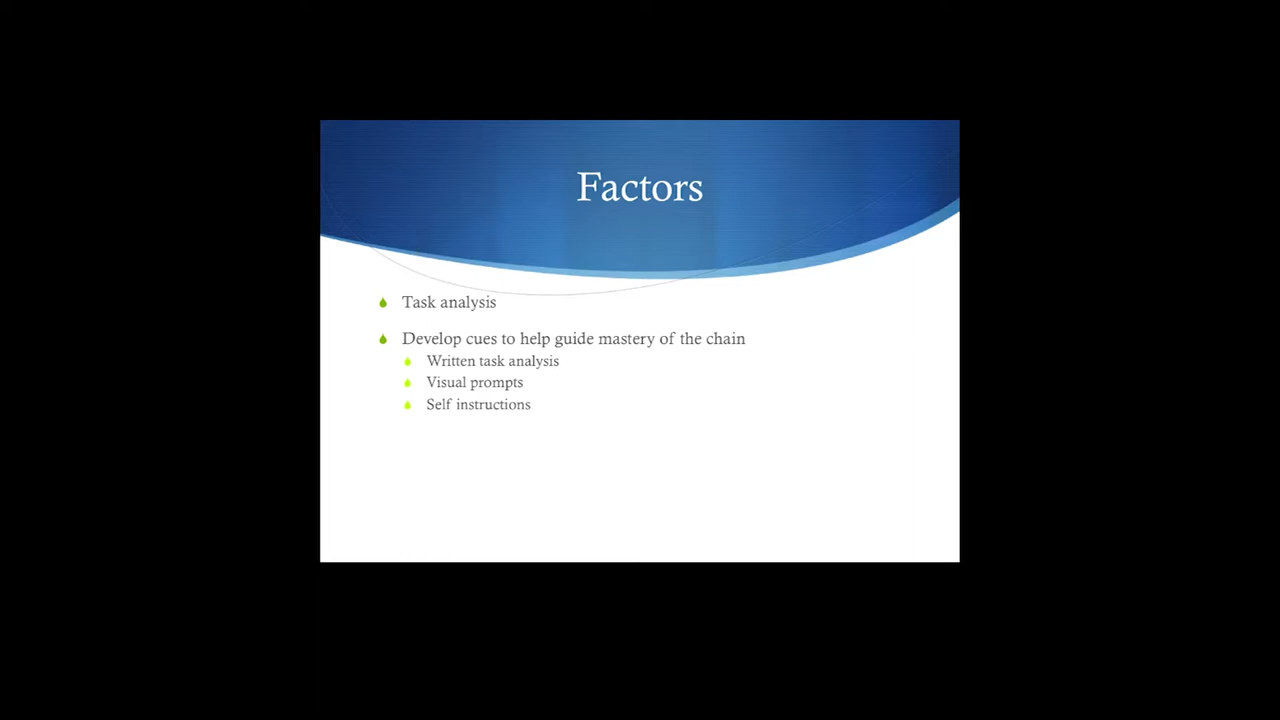 Factors
Task analysis
Develop cues to help guide mastery of the chain
Written task analysis
Visual prompts
Self instructions